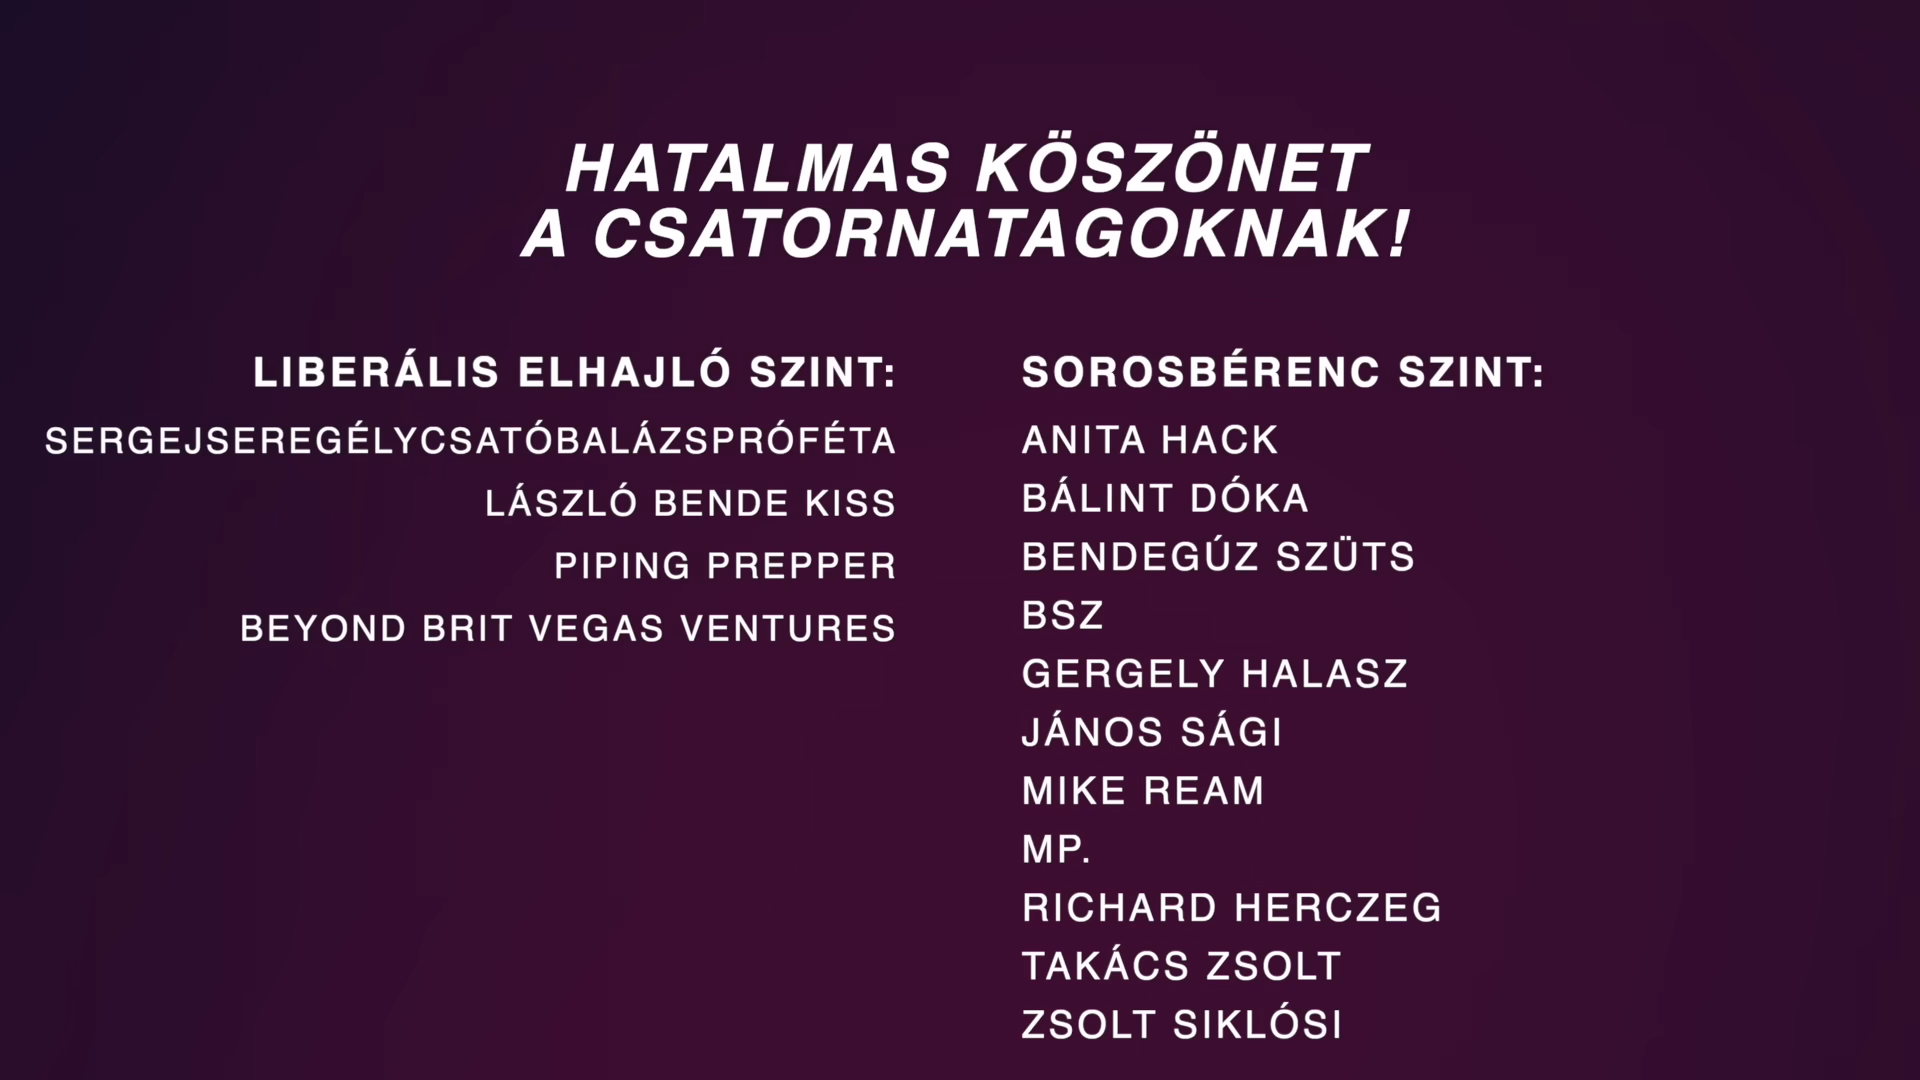 HATALMAS KÖSZÖNET
A CSATORNATAGOKNAK!
LIBERÁLIS ELHAJLÓ SZINT:
SERGEJSEREGÉLYCSATÓBALÁZSPRÓFÉTA
LÁSZLÓ BENDE KISS
PIPING PREPPER
BEYOND BRIT VEGAS VENTURES
SOROSBÉRENC SZINT:
ANITA HACK
BÁLINT DÓKA
BENDEGÚZ SZÜTS
BSZ
GERGELY HALASZ
JÁNOS SÁGI
MIKE REAM
MP.
RICHARD HERCZEG
TAKÁCS ZSOLT
ZSOLT SIKLÓSI